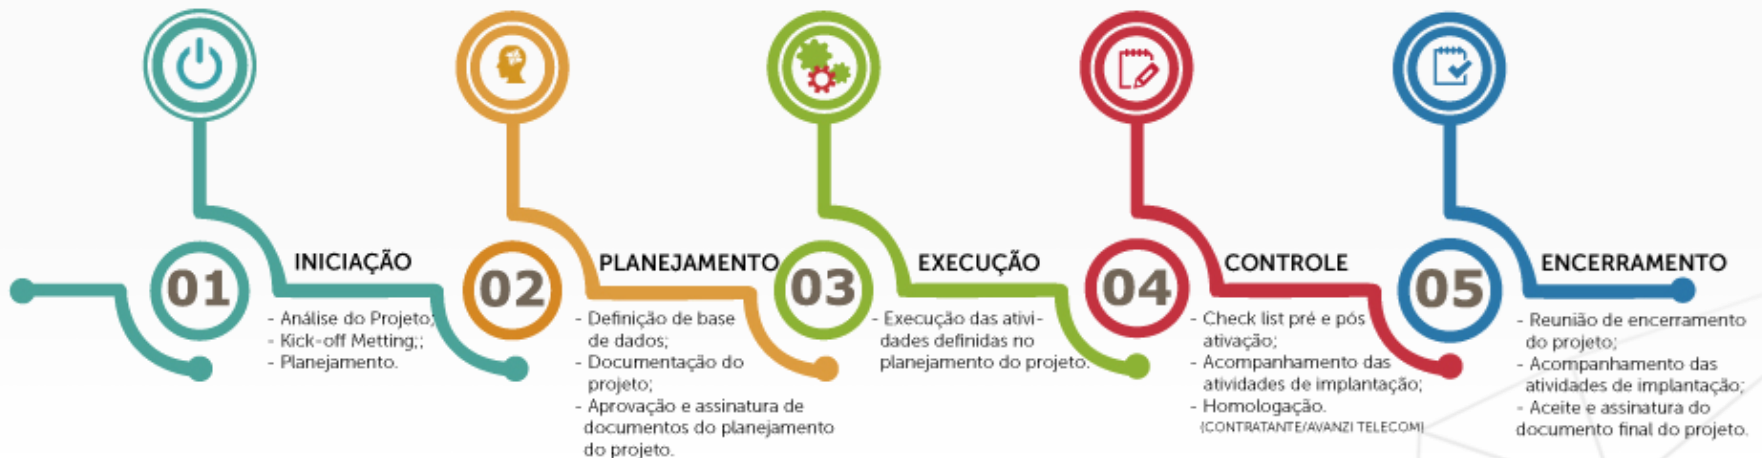 01
INICIAÇÃO
- Análise do Projeto;
- Kick-off Metting;;
- Planejamento.
02
PLANEJAMENTO
- Definição de base
de dados;
- Documentação do
projeto;
- Aprovação e assinatura de
documentos do planejamento
do projeto.
03
EXECUÇÃO
- Execução das ativi-
dades definidas no
planejamento do projeto.
04
CONTROLE
- Check list pré e pós
ativação;
- Acompanhamento das
atividades de implantação;
- Homologação.
(CONTRATANTE/AVANZI TELECOM)
05
ENCERRAMENTO
- Reunião de encerramento
do projeto;
- Acompanhamento das
atividades de implantação;
- Aceite e assinatura do
documento final do projeto.